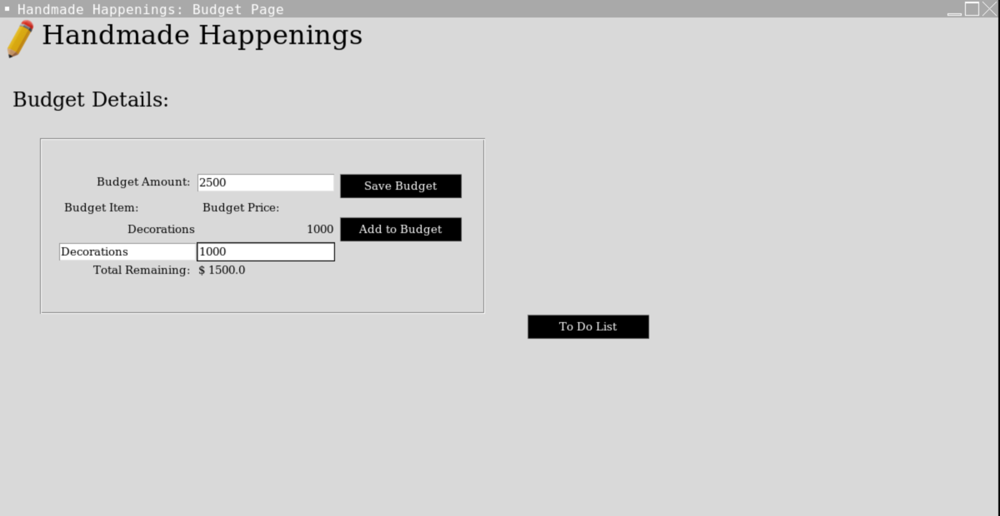 Handmade Happenings: Budget Page
Handmade Happenings
Budget Details:
Budget Amount: 2500 Save Budget
Budget Item: Budget Price:
Decorations 1000 Add to Budget
Decorations 1000
Total Remaining: $ 1500.0
To Do List